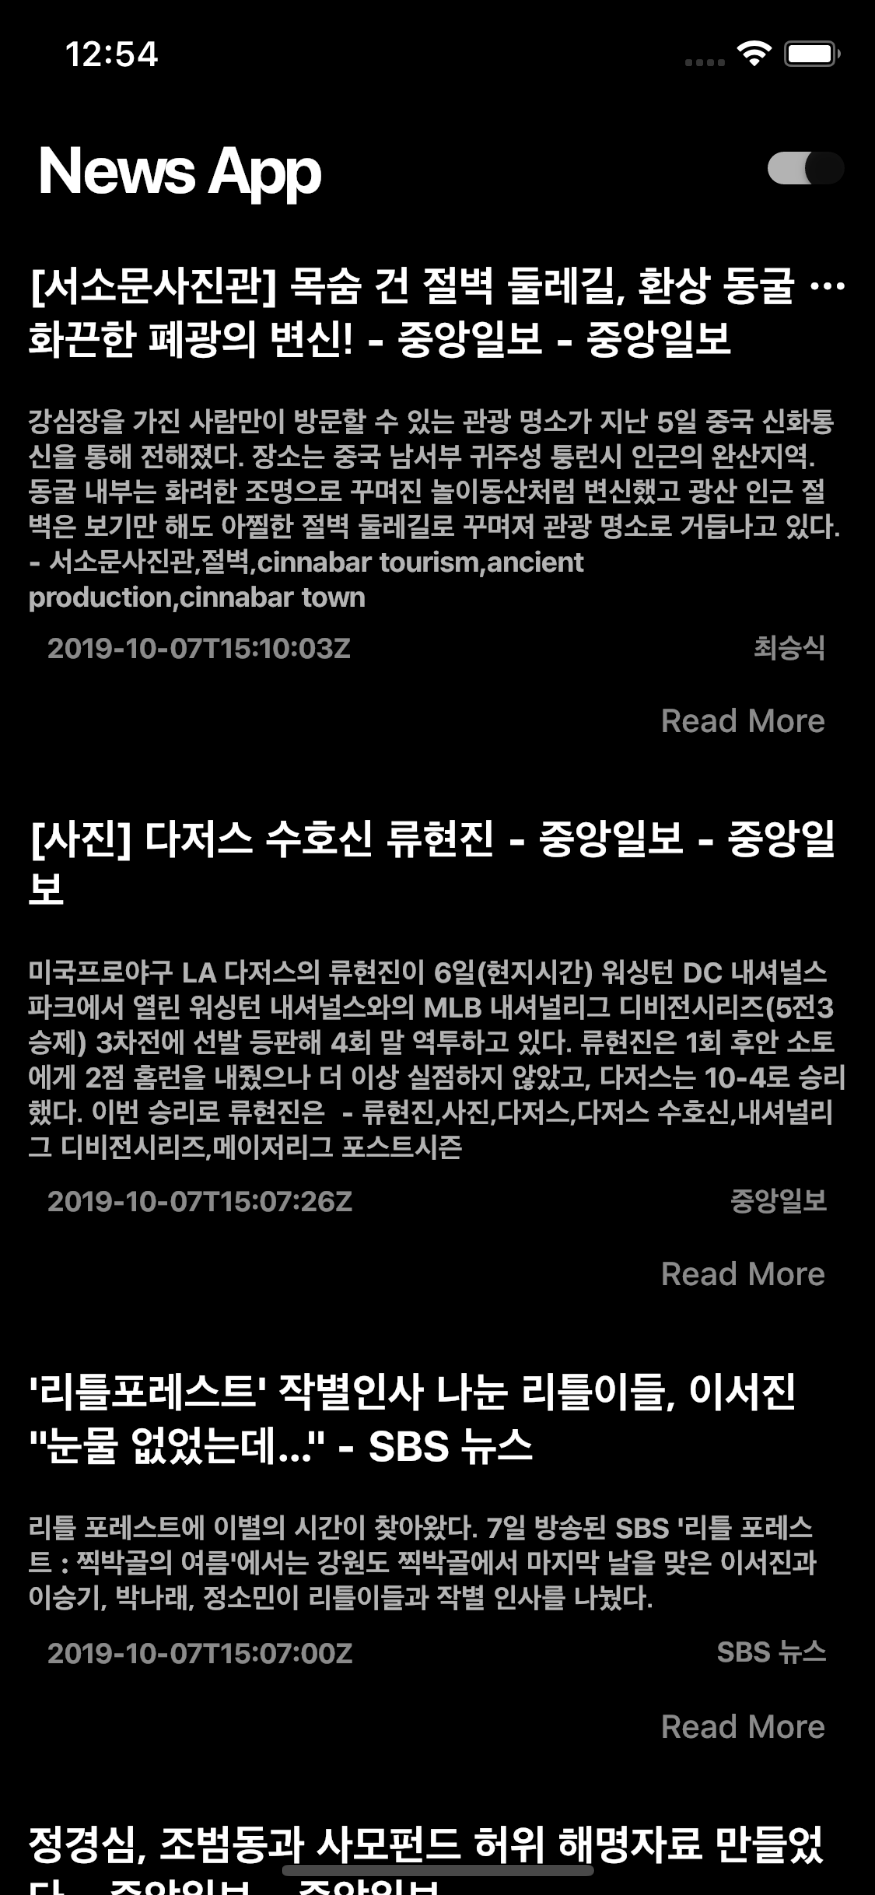 12:54
News App
[서소문사진관] 목숨 건 절벽 둘레길, 환상 동굴 …
화끈한 폐광의 변신! - 중앙일보 - 중앙일보
강심장을 가진 사람만이 방문할 수 있는 관광 명소가 지난 5일 중국 신화통
신을 통해 전해졌다. 장소는 중국 남서부 귀주성 퉁런시 인근의 완산지역.
동굴 내부는 화려한 조명으로 꾸며진 놀이동산처럼 변신했고 광산 인근 절
벽은 보기만 해도 아찔한 절벽 둘레길로 꾸며져 관광 명소로 거듭나고 있다.
- 서소문사진관,절벽,cinnabar tourism,ancient
production,cinnabar town
2019-10-07T15:10:03Z 최승식
Read More
[사진] 다저스 수호신 류현진 - 중앙일보 - 중앙일
보
미국프로야구 LA 다저스의 류현진이 6일(현지시간) 워싱턴 DC 내셔널스
파크에서 열린 워싱턴 내셔널스와의 MLB 내셔널리그 디비전시리즈(5전3
승제) 3차전에 선발 등판해 4회 말 역투하고 있다. 류현진은 1회 후안 소토
에게 2점 홈런을 내줬으나 더 이상 실점하지 않았고, 다저스는 10-4로 승리
했다. 이번 승리로 류현진은  - 류현진,사진,다저스,다저스 수호신,내셔널리
그 디비전시리즈,메이저리그 포스트시즌
2019-10-07T15:07:26Z 중앙일보
Read More
'리틀포레스트' 작별인사 나눈 리틀이들, 이서진
"눈물 없었는데…" - SBS 뉴스
리틀 포레스트에 이별의 시간이 찾아왔다. 7일 방송된 SBS '리틀 포레스
트 : 찍박골의 여름'에서는 강원도 찍박골에서 마지막 날을 맞은 이서진과
이승기, 박나래, 정소민이 리틀이들과 작별 인사를 나눴다.
2019-10-07T15:07:00Z SBS 뉴스
Read More
정경심, 조범동과 사모펀드 허위 해명자료 만들었
다 - 중앙일보 - 중앙일보